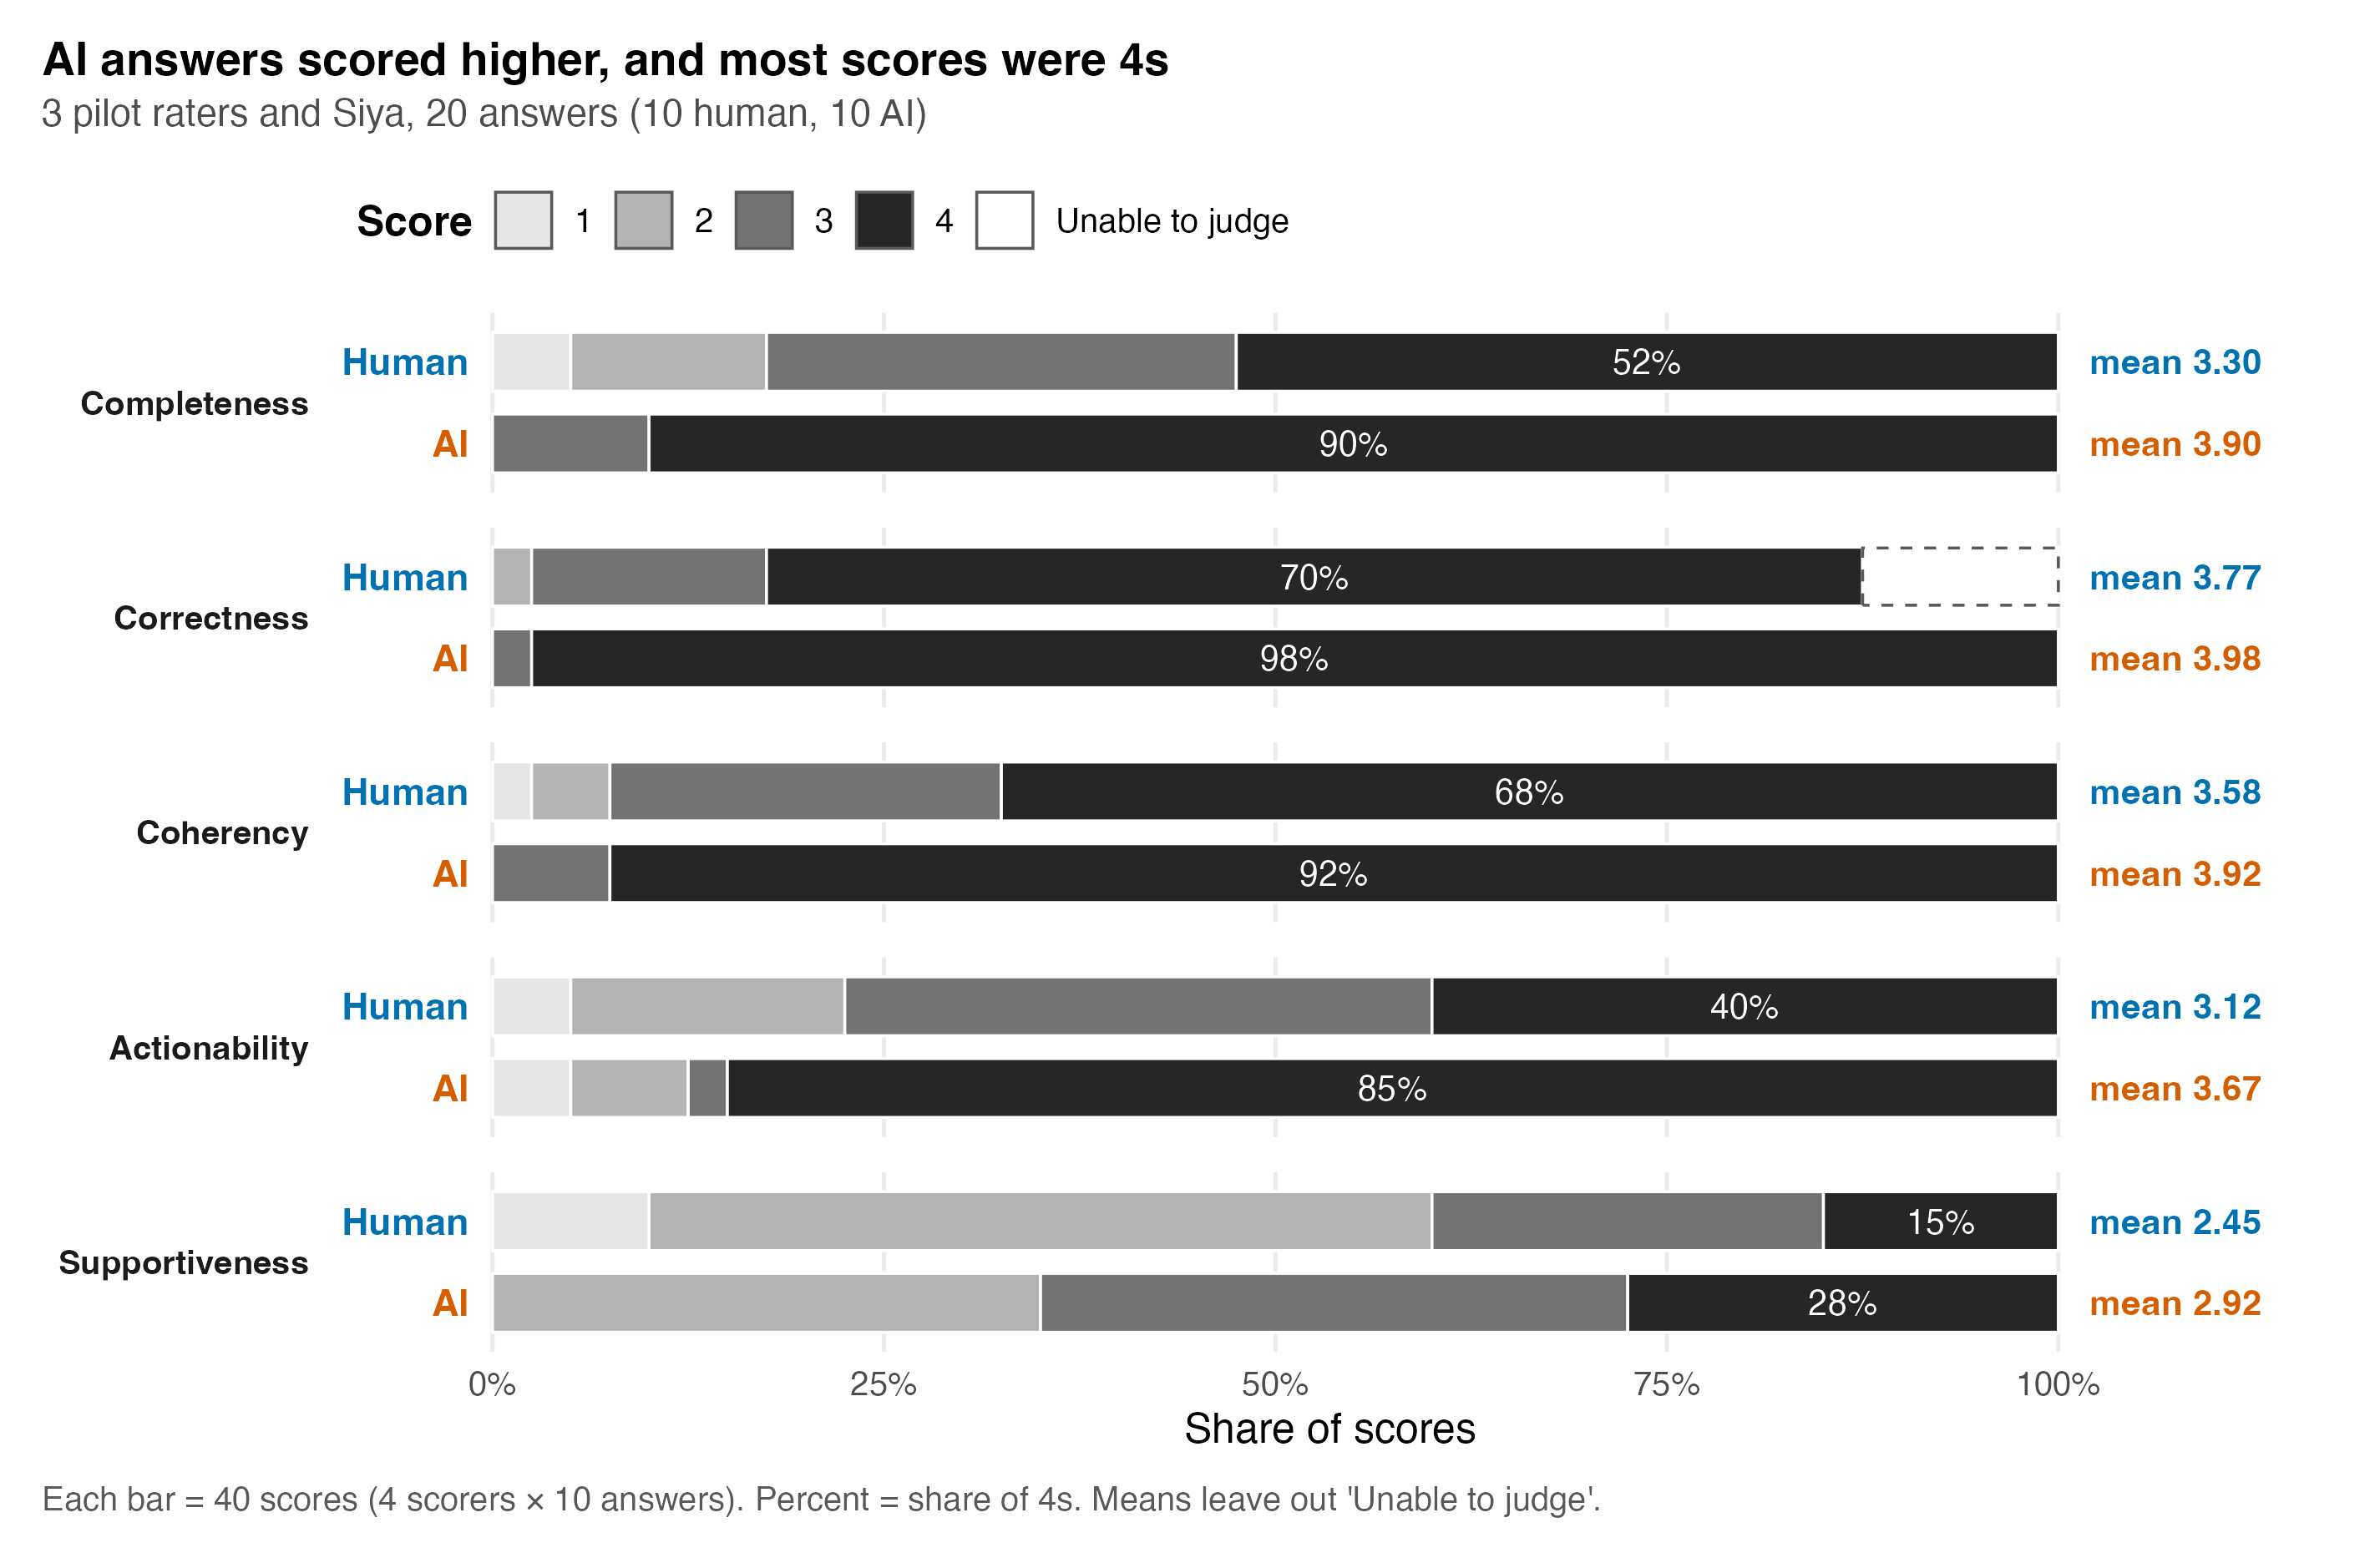 AI answers scored higher, and most scores were 4s
3 pilot raters and Siya, 20 answers (10 human, 10 AI)
Score 1 2 3 4 Unable to judge
Completeness
Human 52% mean 3.30
AI 90% mean 3.90
Correctness
Human 70% mean 3.77
AI 98% mean 3.98
Coherency
Human 68% mean 3.58
AI 92% mean 3.92
Actionability
Human 40% mean 3.12
AI 85% mean 3.67
Supportiveness
Human 15% mean 2.45
AI 28% mean 2.92
0% 25% 50% 75% 100%
Share of scores
Each bar = 40 scores (4 scorers × 10 answers). Percent = share of 4s. Means leave out 'Unable to judge'.